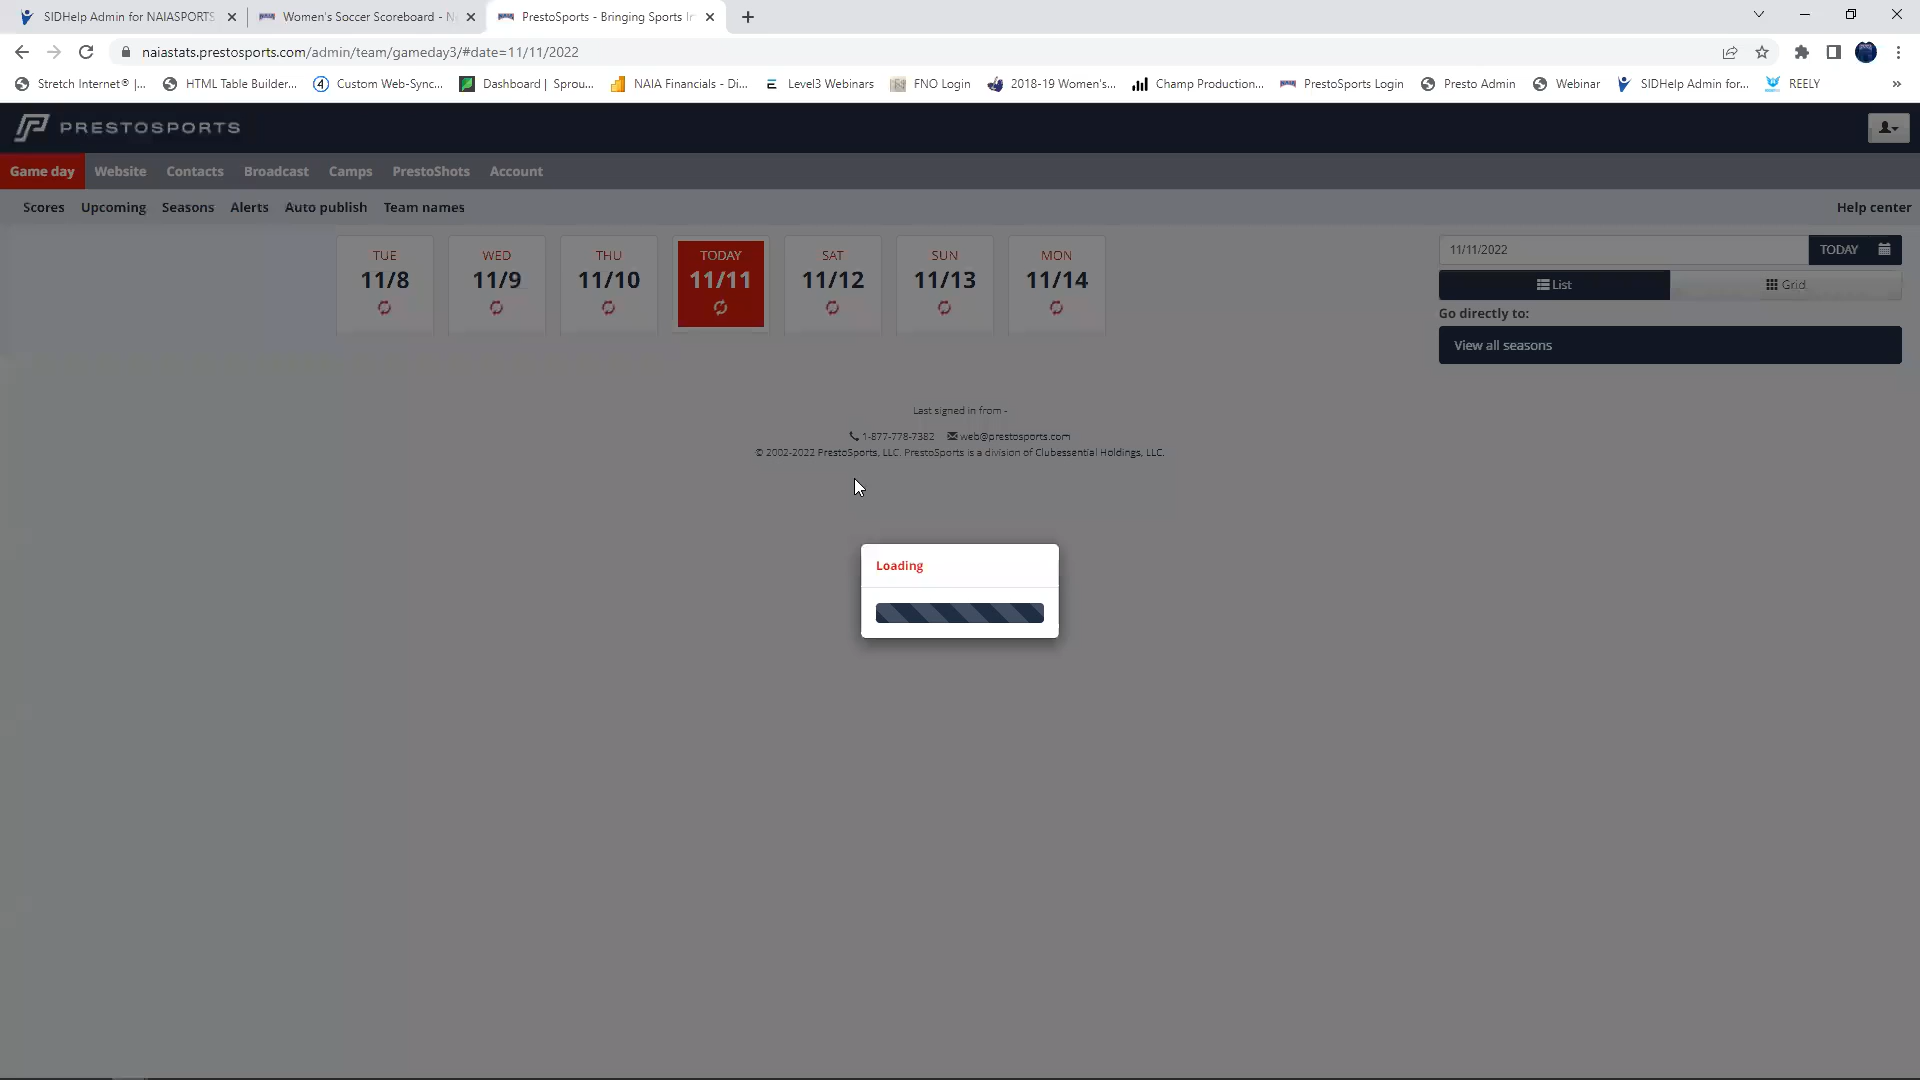 SIDHelp Admin for NAIASPORTS
Women's Soccer Scoreboard - N
PrestoSports - Bringing Sports In
naiastats.prestosports.com/admin/team/gameday3/#date=11/11/2022
Stretch Internet® |... HTML Table Builder... Custom Web-Sync... Dashboard | Sprou... NAIA Financials - Di... Level3 Webinars FNO Login 2018-19 Women's... Champ Production... PrestoSports Login Presto Admin Webinar SIDHelp Admin for... REELY »
PRESTOSPORTS
Game day Website Contacts Broadcast Camps PrestoShots Account
Scores Upcoming Seasons Alerts Auto publish Team names Help center
TUE WED THU TODAY SAT SUN MON
11/8 11/9 11/10 11/11 11/12 11/13 11/14
11/11/2022 TODAY
List Grid
Go directly to:
View all seasons
Last signed in from -
1-877-778-7382 web@prestosports.com
© 2002-2022 PrestoSports, LLC. PrestoSports is a division of Clubessential Holdings, LLC.
Loading